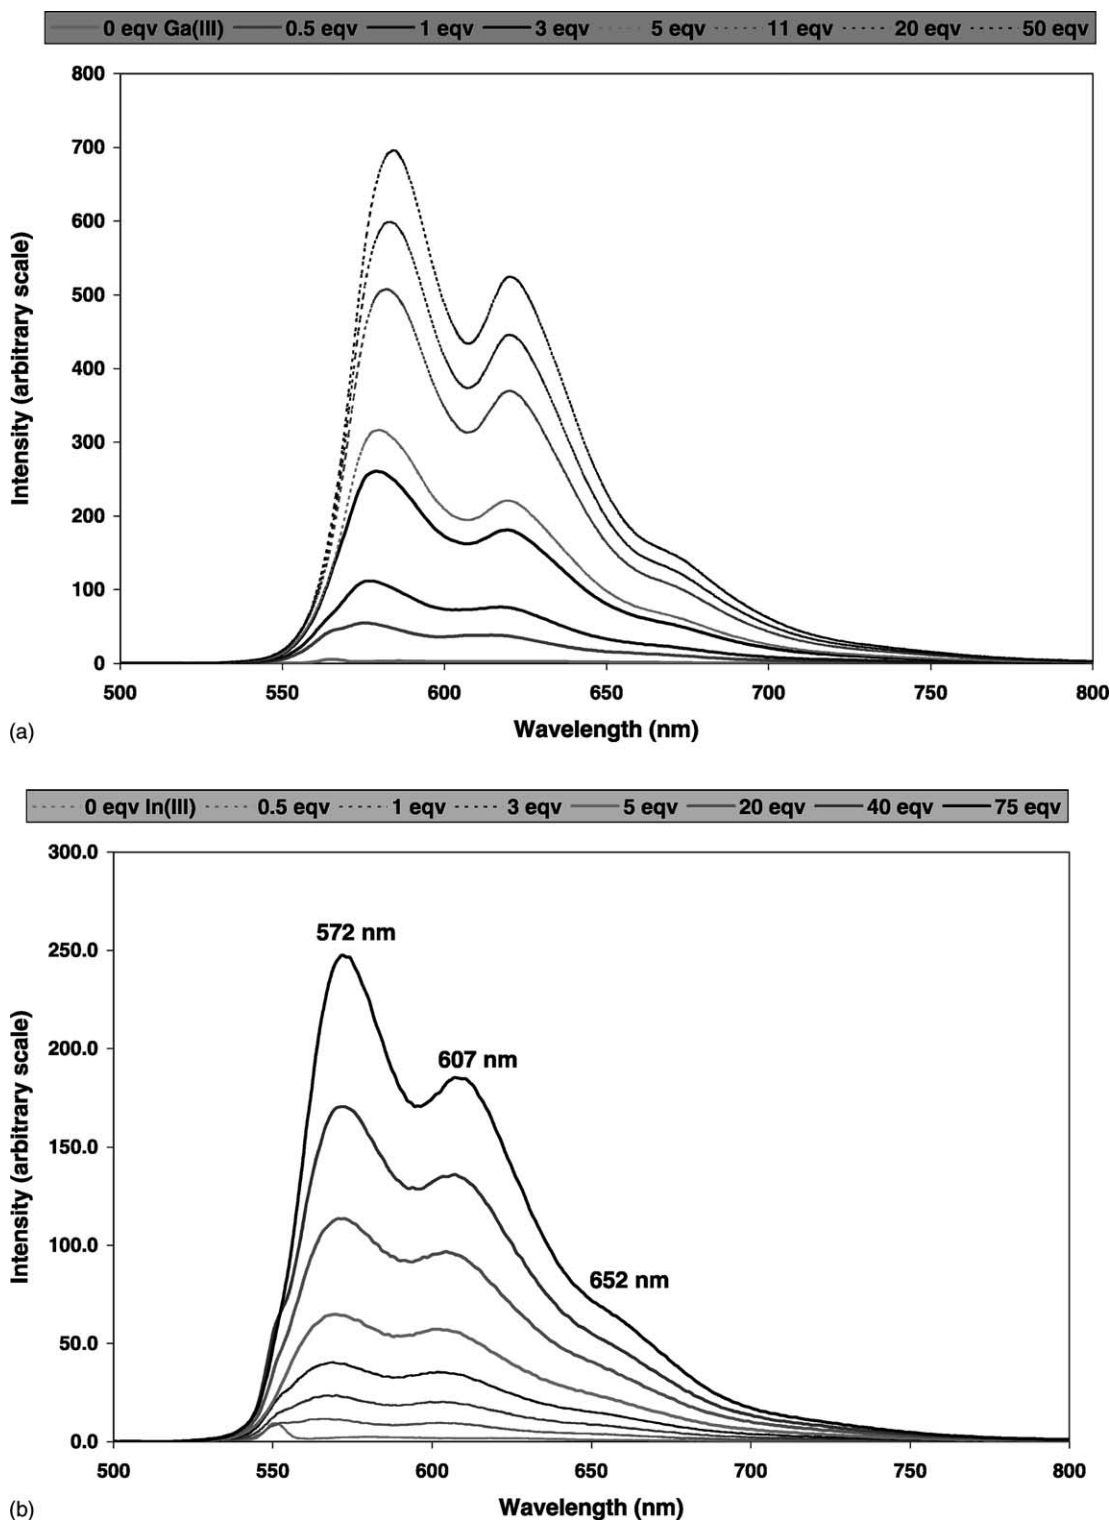 0 eqv Ga(III) 0.5 eqv 1 eqv 3 eqv 5 eqv 11 eqv 20 eqv 50 eqv
800
700
600
500
400
300
200
100
0
Intensity (arbitrary scale)
500 550 600 650 700 750 800
Wavelength (nm)
(a)
0 eqv In(III) 0.5 eqv 1 eqv 3 eqv 5 eqv 20 eqv 40 eqv 75 eqv
300.0
250.0
200.0
150.0
100.0
50.0
0.0
Intensity (arbitrary scale)
572 nm
607 nm
652 nm
500 550 600 650 700 750 800
Wavelength (nm)
(b)